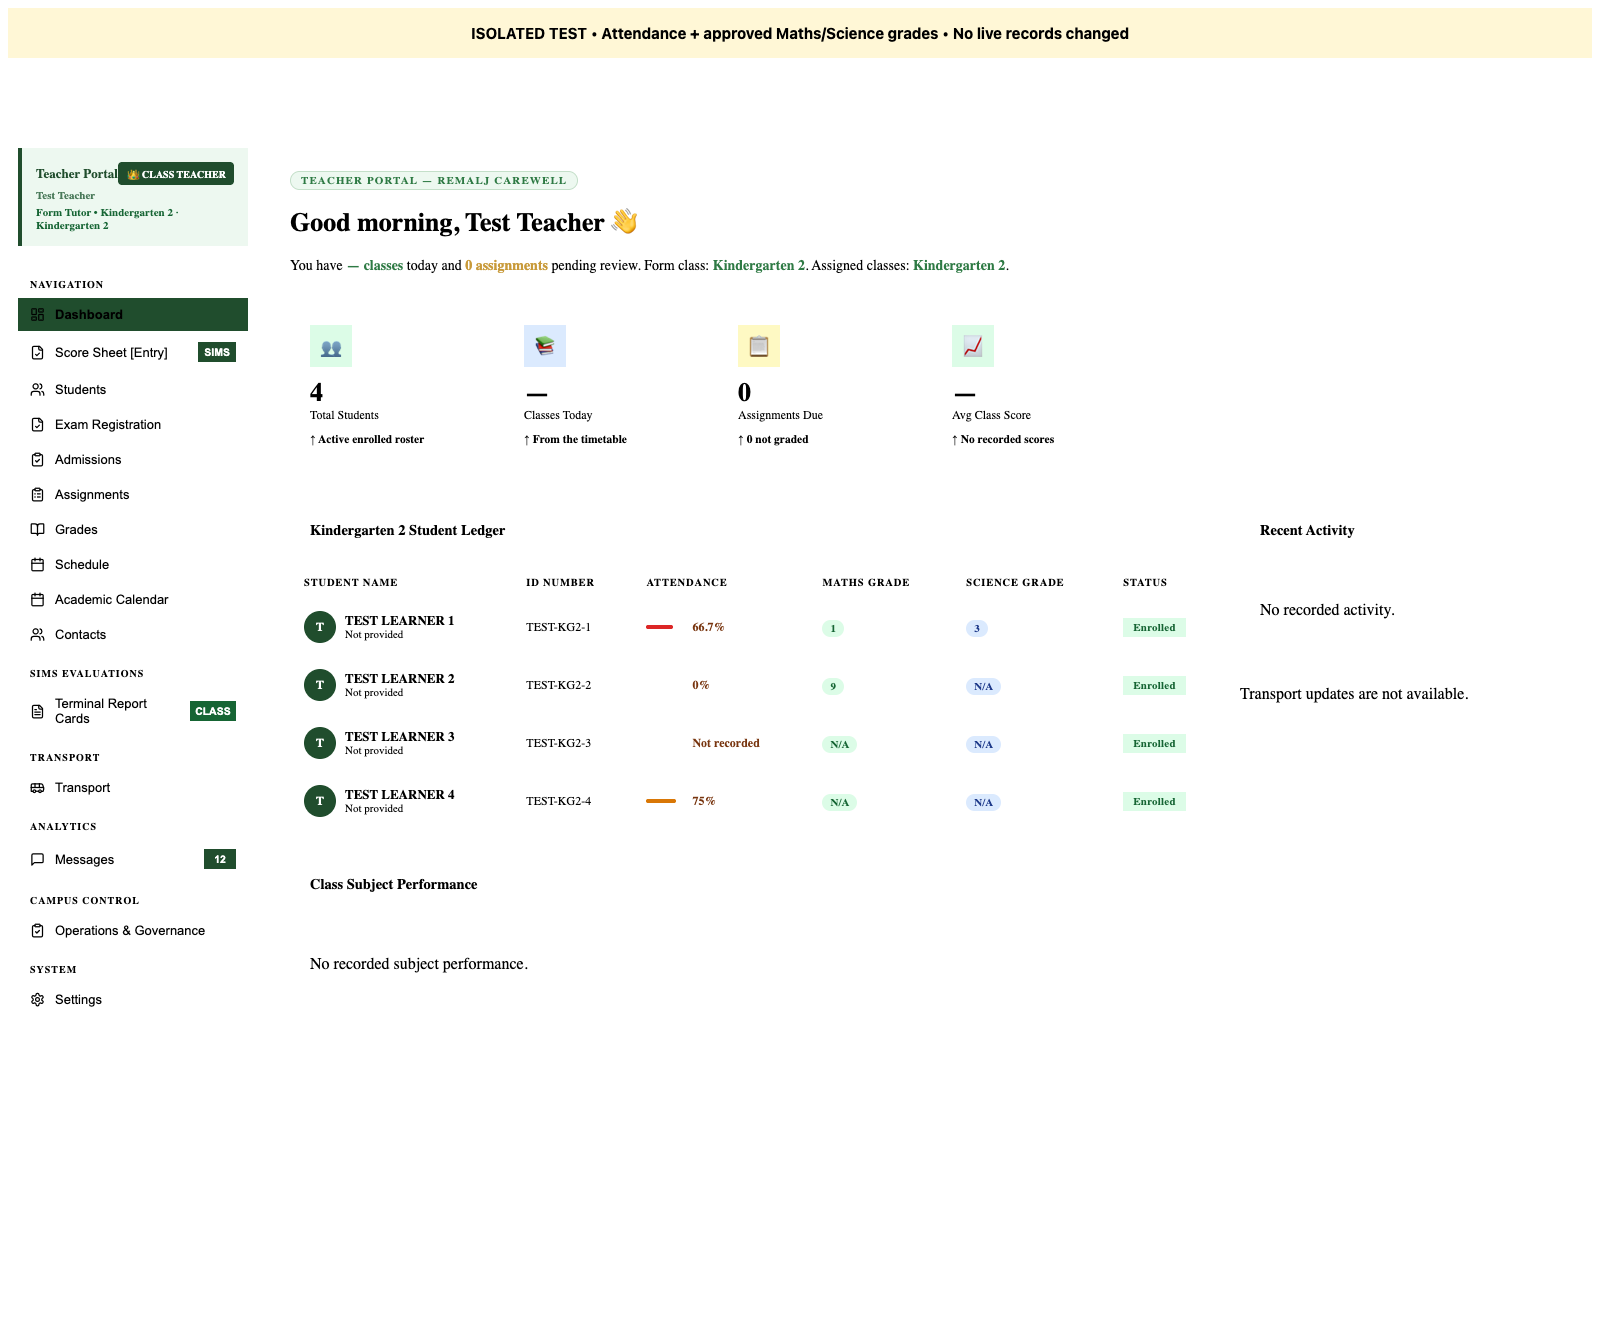 ISOLATED TEST • Attendance + approved Maths/Science grades • No live records changed
Teacher Portal
👑 CLASS TEACHER
Test Teacher
Form Tutor • Kindergarten 2 ·
Kindergarten 2
NAVIGATION
Dashboard
Score Sheet [Entry] SIMS
Students
Exam Registration
Admissions
Assignments
Grades
Schedule
Academic Calendar
Contacts
SIMS EVALUATIONS
Terminal Report
Cards
CLASS
TRANSPORT
Transport
ANALYTICS
Messages 12
CAMPUS CONTROL
Operations & Governance
SYSTEM
Settings
TEACHER PORTAL — REMALJ CAREWELL
Good morning, Test Teacher 👋
You have — classes today and 0 assignments pending review. Form class: Kindergarten 2. Assigned classes: Kindergarten 2.
4
Total Students
↑ Active enrolled roster
—
Classes Today
↑ From the timetable
0
Assignments Due
↑ 0 not graded
—
Avg Class Score
↑ No recorded scores
Kindergarten 2 Student Ledger
STUDENT NAME ID NUMBER ATTENDANCE MATHS GRADE SCIENCE GRADE STATUS
T TEST LEARNER 1 TEST-KG2-1 66.7% 1 3 Enrolled
Not provided
T TEST LEARNER 2 TEST-KG2-2 0% 9 N/A Enrolled
Not provided
T TEST LEARNER 3 TEST-KG2-3 Not recorded N/A N/A Enrolled
Not provided
T TEST LEARNER 4 TEST-KG2-4 75% N/A N/A Enrolled
Not provided
Class Subject Performance
No recorded subject performance.
Recent Activity
No recorded activity.
Transport updates are not available.